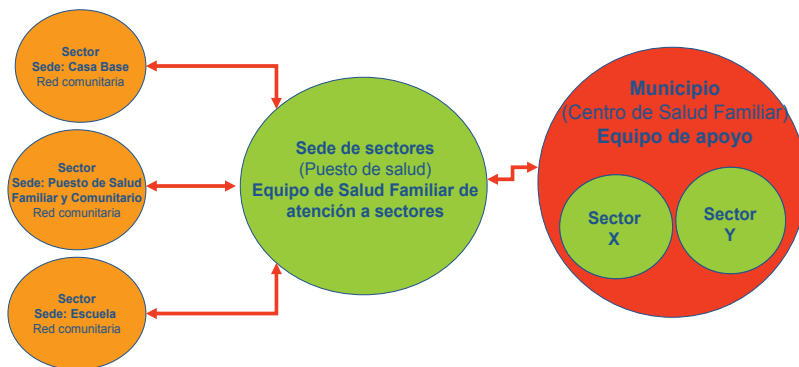 Sector
Sede: Casa Base
Red comunitaria
Sector
Sede: Puesto de Salud
Familiar y Comunitario
Red comunitaria
Sector
Sede: Escuela
Red comunitaria
Sede de sectores
(Puesto de salud)
Equipo de Salud Familiar de
atención a sectores
Municipio
(Centro de Salud Familiar)
Equipo de apoyo
Sector
X
Sector
Y